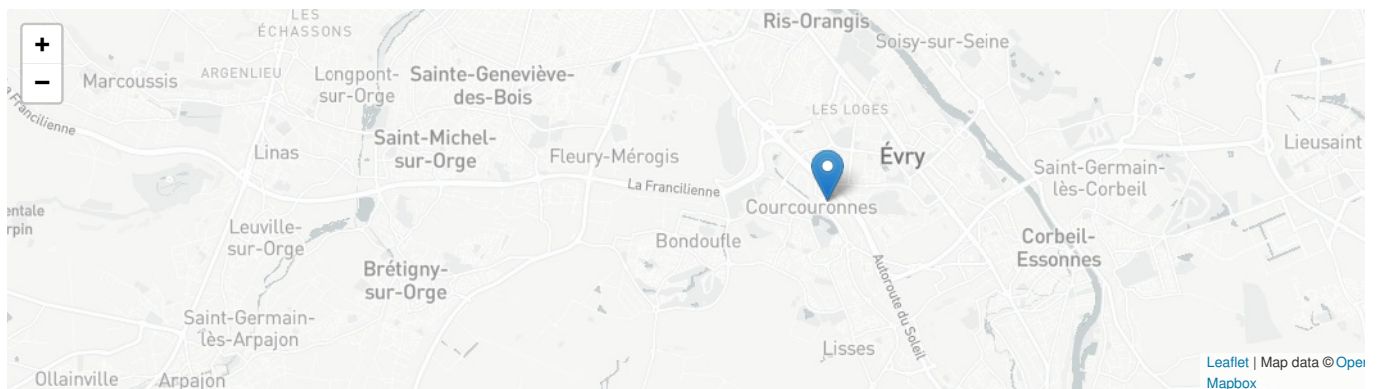 +
−
LES
ÉCHASSONS
Ris-Orangis
Soisy-sur-Seine
Marcoussis
ARGENLIEU
Longpont-
sur-Orge
Sainte-Geneviève-
des-Bois
La Francilienne
LES LOGES
Linas
Saint-Michel-
sur-Orge
Fleury-Mérogis
La Francilienne
Évry
Lieusaint
Saint-Germain-
lès-Corbeil
entale
rpin
Leuville-
sur-Orge
Courcouronnes
Bondoufle
Corbeil-
Essonnes
Brétigny-
sur-Orge
Autoroute du Soleil
Saint-Germain-
lès-Arpajon
Lisses
Ollainville
Arpajon
Leaflet | Map data © Oper
Mapbox